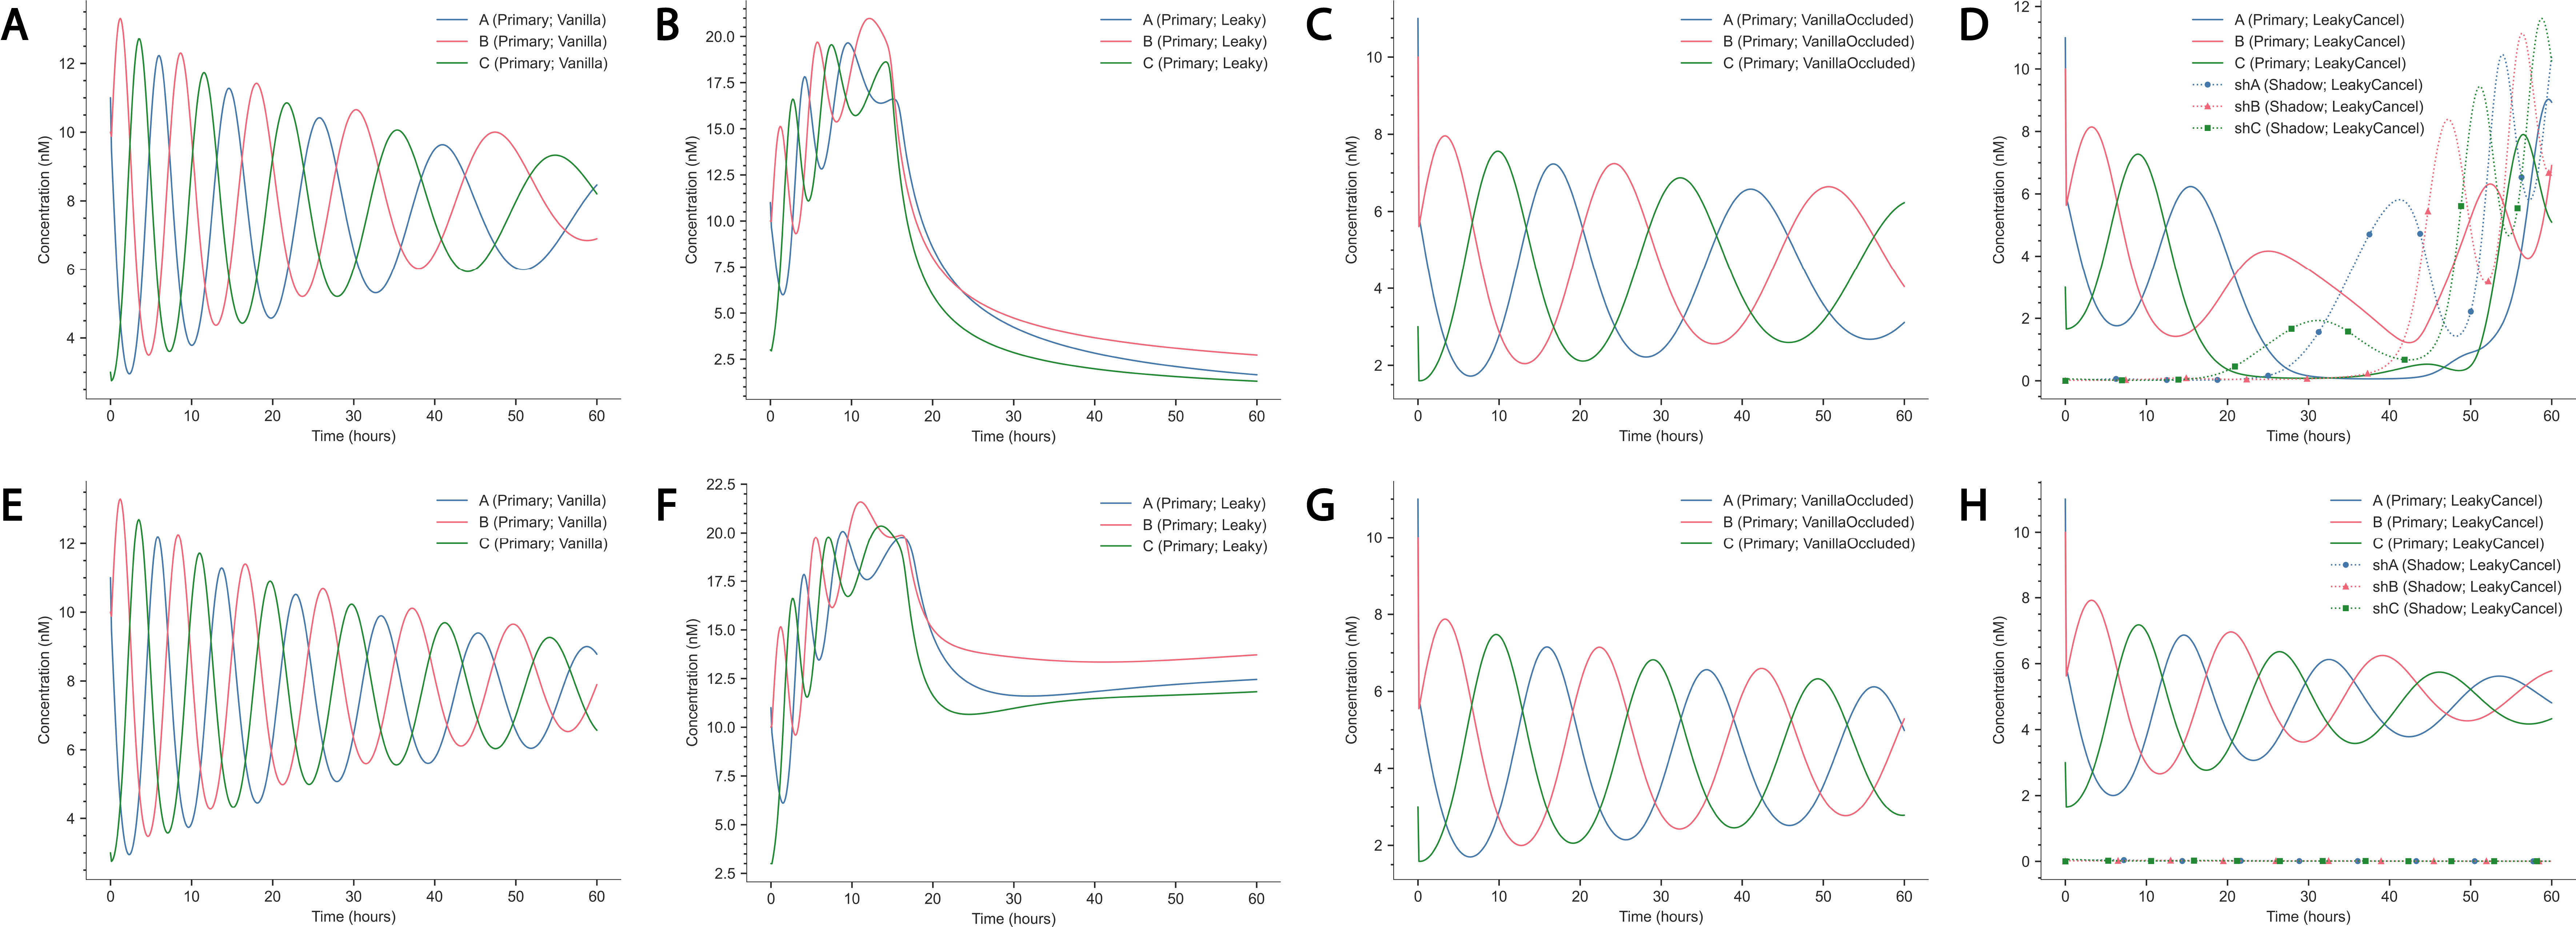 A
A (Primary; Vanilla)
B (Primary; Vanilla)
C (Primary; Vanilla)
Concentration (nM)
12
10
8
6
4
0 10 20 30 40 50 60
Time (hours)
B
A (Primary; Leaky)
B (Primary; Leaky)
C (Primary; Leaky)
Concentration (nM)
20.0
17.5
15.0
12.5
10.0
7.5
5.0
2.5
0 10 20 30 40 50 60
Time (hours)
C
A (Primary; VanillaOccluded)
B (Primary; VanillaOccluded)
C (Primary; VanillaOccluded)
Concentration (nM)
10
8
6
4
2
0 10 20 30 40 50 60
Time (hours)
D
A (Primary; LeakyCancel)
B (Primary; LeakyCancel)
C (Primary; LeakyCancel)
shA (Shadow; LeakyCancel)
shB (Shadow; LeakyCancel)
shC (Shadow; LeakyCancel)
Concentration (nM)
12
10
8
6
4
2
0
0 10 20 30 40 50 60
Time (hours)
E
A (Primary; Vanilla)
B (Primary; Vanilla)
C (Primary; Vanilla)
Concentration (nM)
12
10
8
6
4
0 10 20 30 40 50 60
Time (hours)
F
A (Primary; Leaky)
B (Primary; Leaky)
C (Primary; Leaky)
Concentration (nM)
22.5
20.0
17.5
15.0
12.5
10.0
7.5
5.0
2.5
0 10 20 30 40 50 60
Time (hours)
G
A (Primary; VanillaOccluded)
B (Primary; VanillaOccluded)
C (Primary; VanillaOccluded)
Concentration (nM)
10
8
6
4
2
0 10 20 30 40 50 60
Time (hours)
H
A (Primary; LeakyCancel)
B (Primary; LeakyCancel)
C (Primary; LeakyCancel)
shA (Shadow; LeakyCancel)
shB (Shadow; LeakyCancel)
shC (Shadow; LeakyCancel)
Concentration (nM)
10
8
6
4
2
0
0 10 20 30 40 50 60
Time (hours)